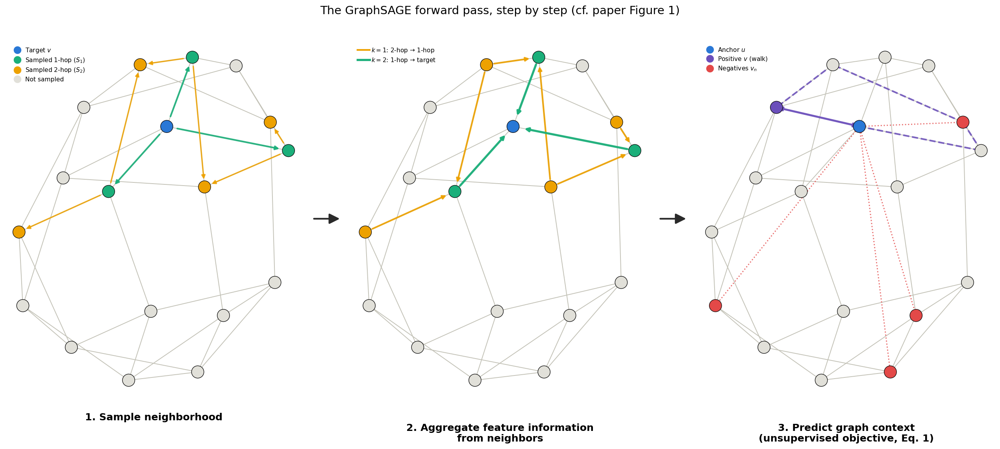 The GraphSAGE forward pass, step by step (cf. paper Figure 1)
Target v
Sampled 1-hop (S₁)
Sampled 2-hop (S₂)
Not sampled
k = 1: 2-hop → 1-hop
k = 2: 1-hop → target
Anchor u
Positive v (walk)
Negatives vₙ
1. Sample neighborhood
2. Aggregate feature information
from neighbors
3. Predict graph context
(unsupervised objective, Eq. 1)